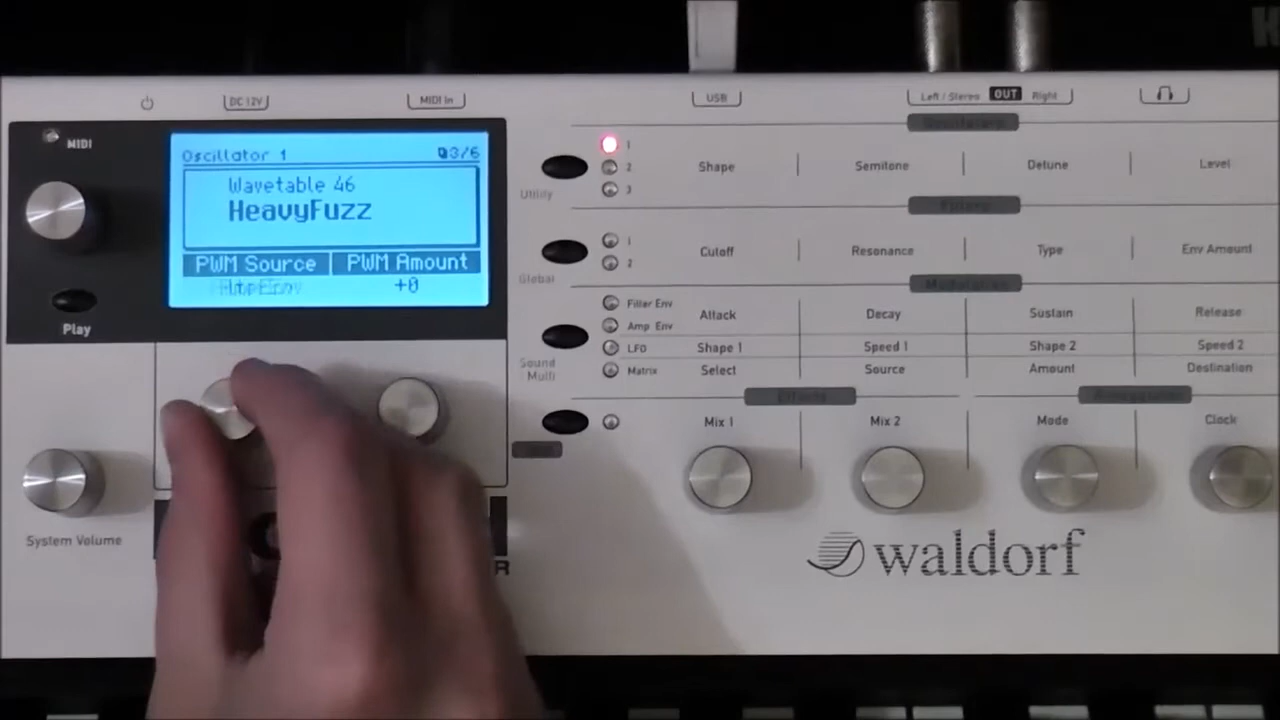 DC 12V
MIDI In
USB
Left / Stereo OUT Right
MIDI
Play
System Volume
Oscillator 1 3/6
Wavetable 46
HeavyFuzz
PWM Source PWM Amount
+0
Utility
Global
Sound
Multi
1
2
3
Shape Semitone Detune Level
1
2
Cutoff Resonance Type Env Amount
Filter Env
Amp Env
LFO
Matrix
Attack Decay Sustain Release
Shape 1 Speed 1 Shape 2 Speed 2
Select Source Amount Destination
Effects
Mix 1 Mix 2 Mode Clock
waldorf
R
K